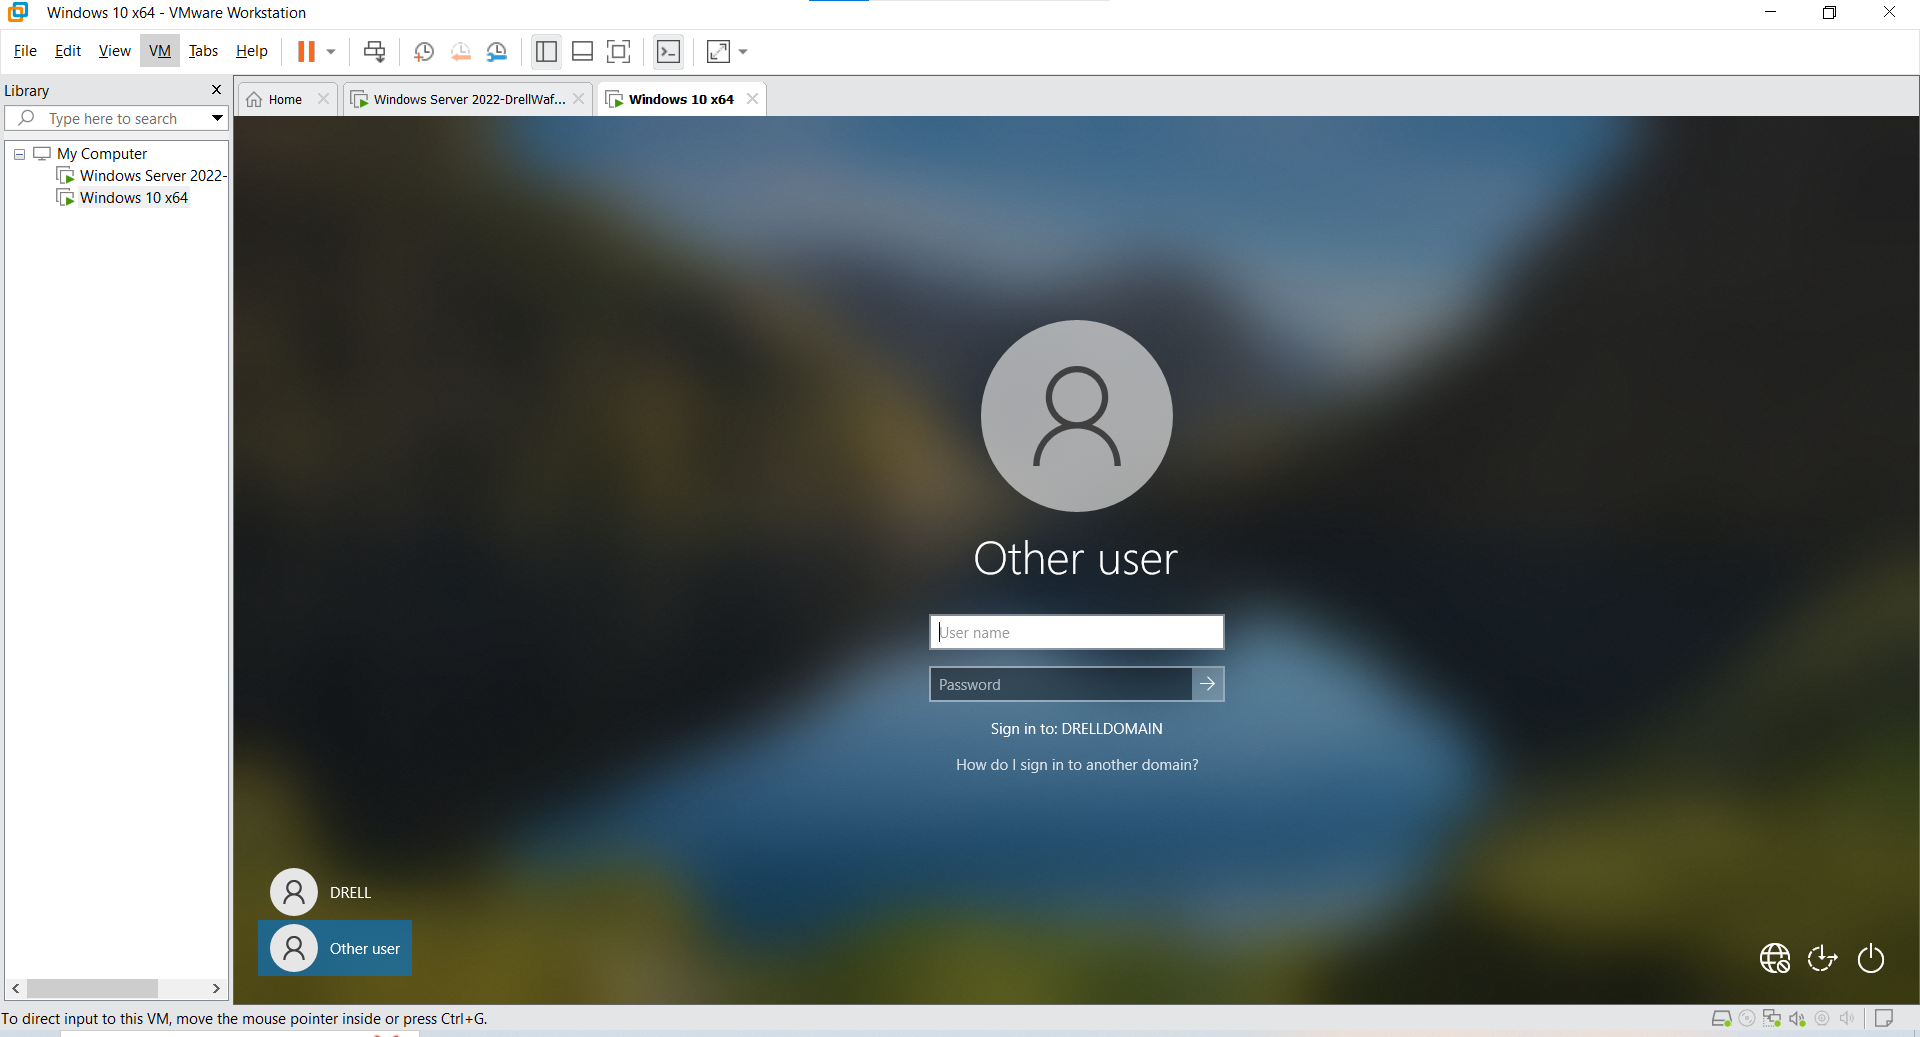 Windows 10 x64 - VMware Workstation
File Edit View VM Tabs Help
Library
Type here to search
My Computer
Windows Server 2022-
Windows 10 x64
Home
Windows Server 2022-DrellWaf...
Windows 10 x64
Other user
User name
Password
Sign in to: DRELLDOMAIN
How do I sign in to another domain?
DRELL
Other user
To direct input to this VM, move the mouse pointer inside or press Ctrl+G.